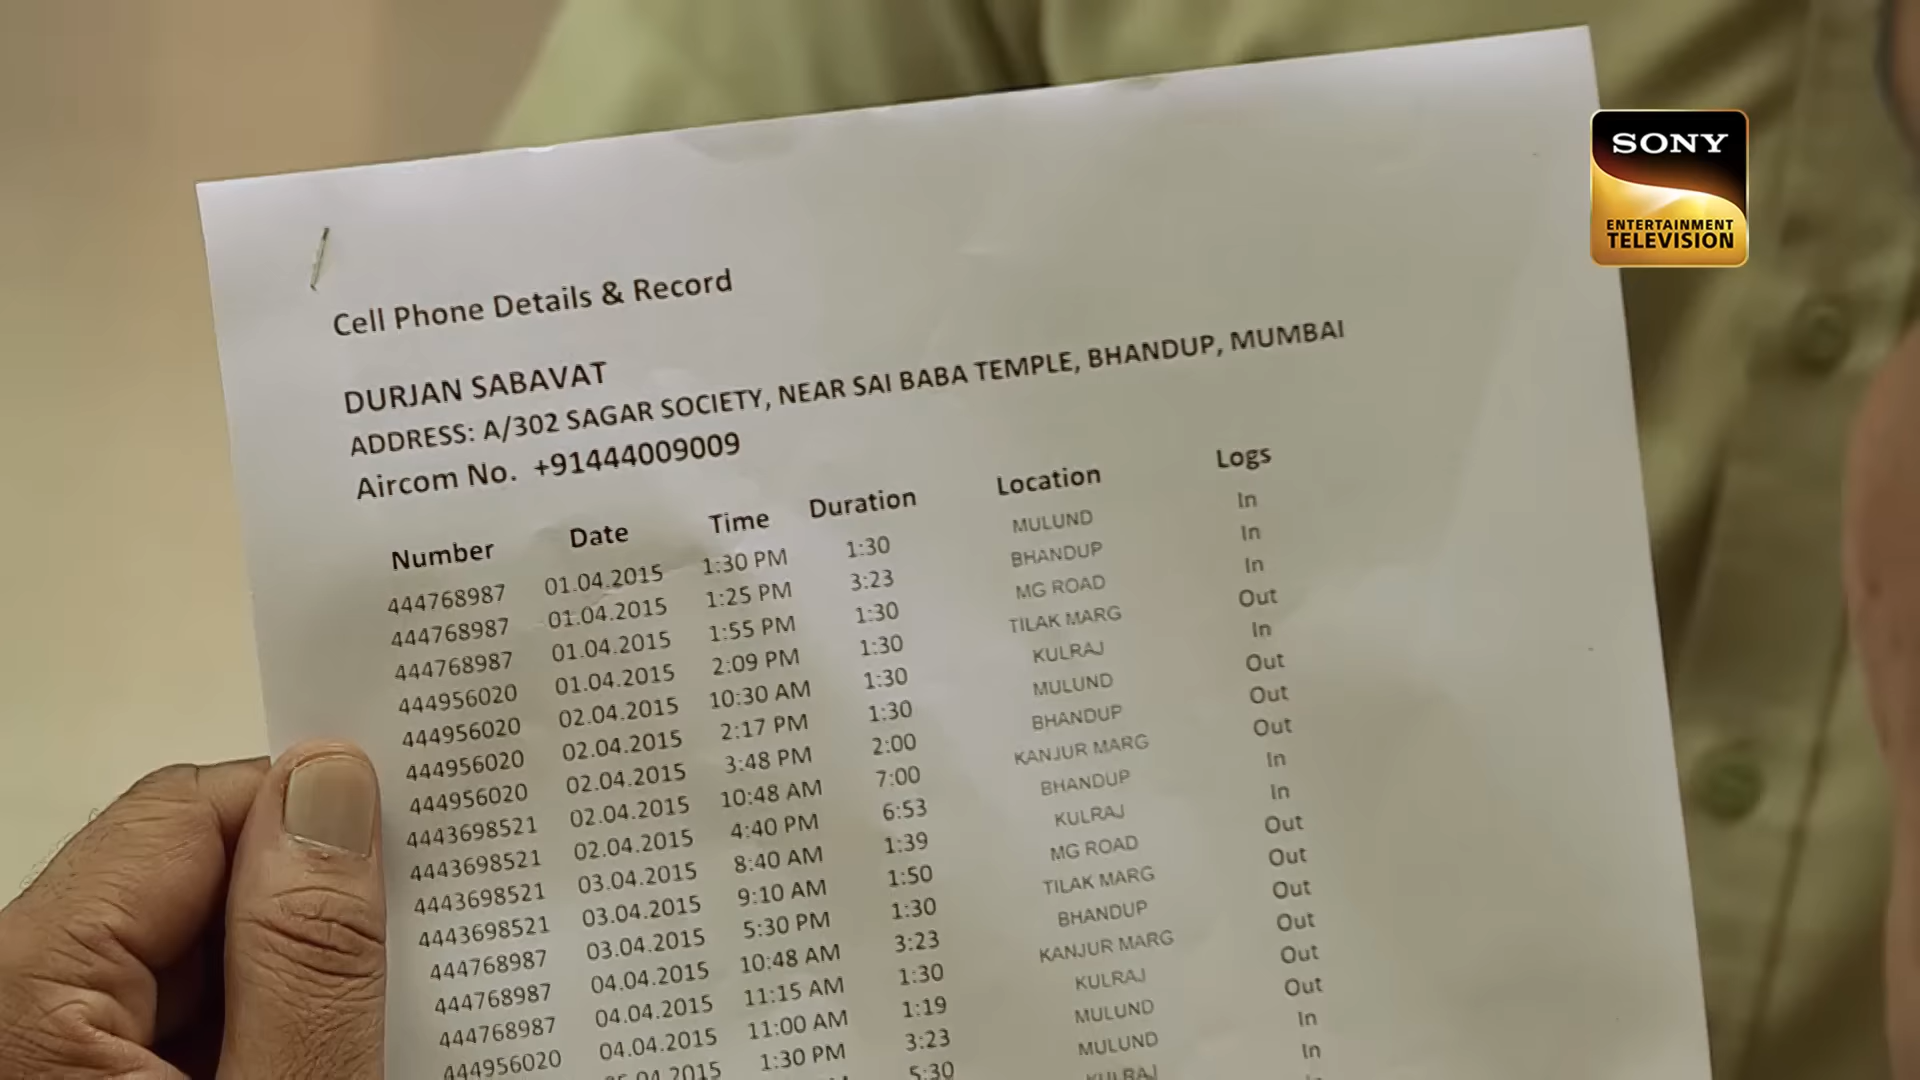 SONY
ENTERTAINMENT
TELEVISION
Cell Phone Details & Record
DURJAN SABAVAT
ADDRESS: A/302 SAGAR SOCIETY, NEAR SAI BABA TEMPLE, BHANDUP, MUMBAI
Aircom No. +91444009009
Number Date Time Duration Location Logs
444768987 01.04.2015 1:30 PM 1:30 MULUND In
444768987 01.04.2015 1:25 PM 3:23 BHANDUP In
444768987 01.04.2015 1:55 PM 1:30 MG ROAD In
444956020 01.04.2015 2:09 PM 1:30 TILAK MARG Out
444956020 02.04.2015 10:30 AM 1:30 KULRAJ In
444956020 02.04.2015 2:17 PM 1:30 MULUND Out
444956020 02.04.2015 3:48 PM 2:00 BHANDUP Out
4443698521 02.04.2015 10:48 AM 7:00 KANJUR MARG Out
4443698521 02.04.2015 4:40 PM 6:53 BHANDUP In
4443698521 03.04.2015 8:40 AM 1:39 KULRAJ In
4443698521 03.04.2015 9:10 AM 1:50 MG ROAD Out
444768987 03.04.2015 5:30 PM 1:30 TILAK MARG Out
444768987 04.04.2015 10:48 AM 3:23 BHANDUP Out
444768987 04.04.2015 11:15 AM 1:30 KANJUR MARG Out
444956020 04.04.2015 11:00 AM 1:19 KULRAJ Out
1:30 PM 3:23 MULUND Out
5:30 MULUND In
KULRAJ In